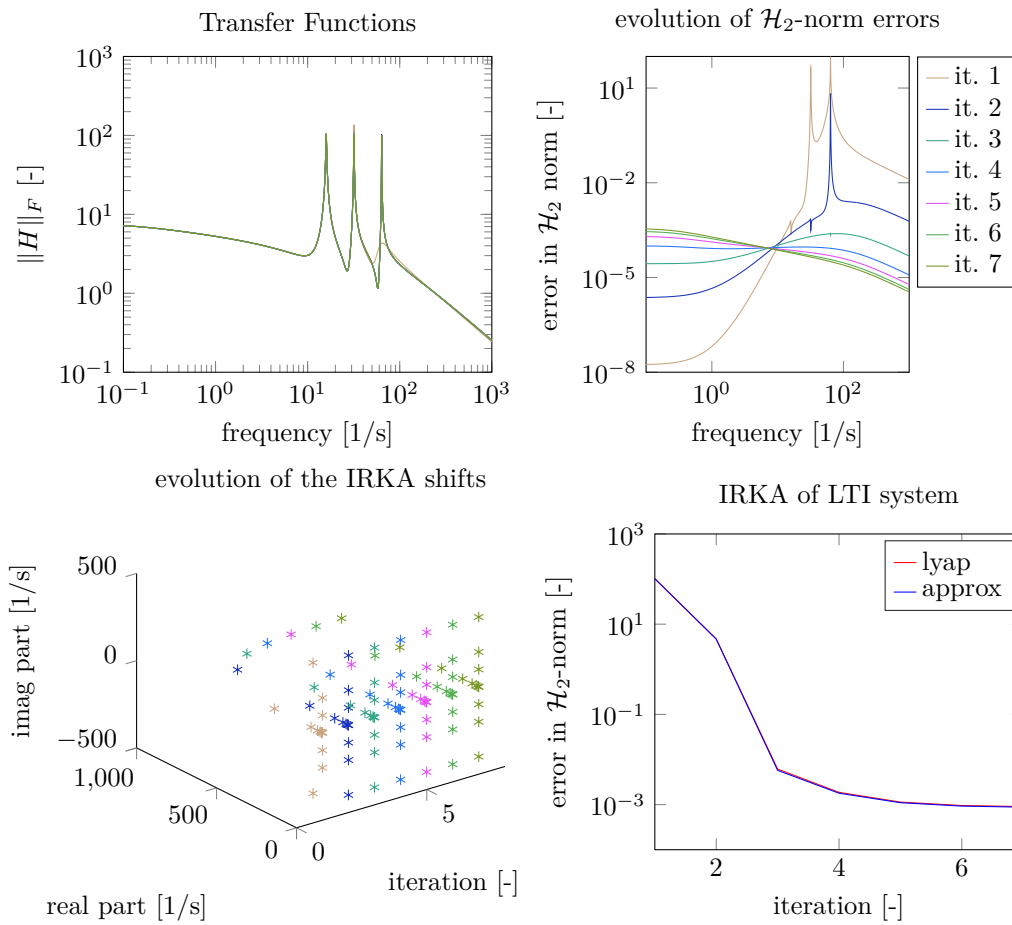 Transfer Functions
10^3
10^2
10^1
10^0
10^-1
10^-1
10^0
10^1
10^2
10^3
||H||_F [-]
frequency [1/s]
evolution of H_2-norm errors
10^1
10^-2
10^-5
10^-8
10^0
10^2
error in H_2 norm [-]
frequency [1/s]
it. 1
it. 2
it. 3
it. 4
it. 5
it. 6
it. 7
evolution of the IRKA shifts
500
0
−500
1,000
500
0
0
5
imag part [1/s]
real part [1/s]
iteration [-]
IRKA of LTI system
10^3
10^1
10^-1
10^-3
2
4
6
error in H_2-norm [-]
iteration [-]
lyap
approx